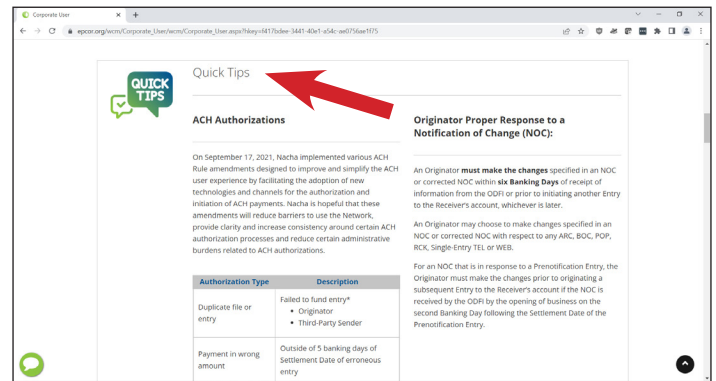 Corporate User
epcor.org/wcm/Corporate_User/wcm/Corporate_User.aspx?hkey=f417bdee-3441-40e1-a54c-ae0756ae1f75
QUICK
TIPS
Quick Tips
ACH Authorizations
On September 17, 2021, Nacha implemented various ACH
Rule amendments designed to improve and simplify the ACH
user experience by facilitating the adoption of new
technologies and channels for the authorization and
initiation of ACH payments. Nacha is hopeful that these
amendments will reduce barriers to use the Network,
provide clarity and increase consistency around certain ACH
authorization processes and reduce certain administrative
burdens related to ACH authorizations.
Authorization Type Description
Duplicate file or
entry
Failed to fund entry*
• Originator
• Third-Party Sender
Payment in wrong
amount
Outside of 5 banking days of
Settlement Date of erroneous
entry
Originator Proper Response to a
Notification of Change (NOC):
An Originator must make the changes specified in an NOC
or corrected NOC within six Banking Days of receipt of
information from the ODFI or prior to initiating another Entry
to the Receiver's account, whichever is later.
An Originator may choose to make changes specified in an
NOC or corrected NOC with respect to any ARC, BOC, POP,
RCK, Single-Entry TEL or WEB.
For an NOC that is in response to a Prenotification Entry, the
Originator must make the changes prior to originating a
subsequent Entry to the Receiver's account if the NOC is
received by the ODFI by the opening of business on the
second Banking Day following the Settlement Date of the
Prenotification Entry.